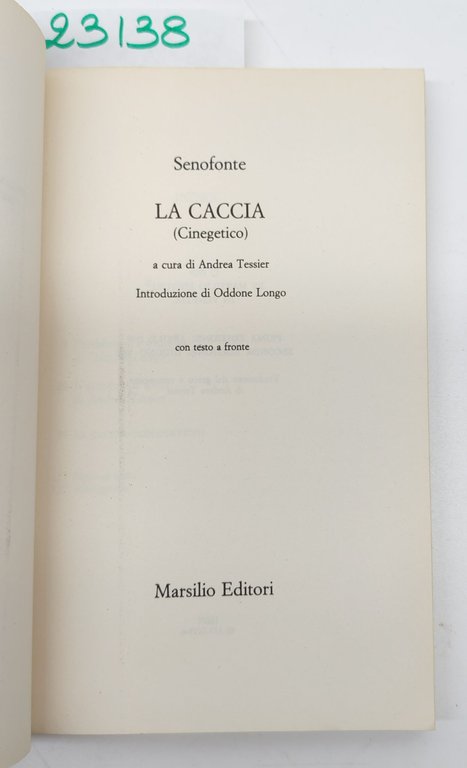 23138
Senofonte
LA CACCIA
(Cinegetico)
a cura di Andrea Tessier
Introduzione di Oddone Longo
con testo a fronte
Marsilio Editori